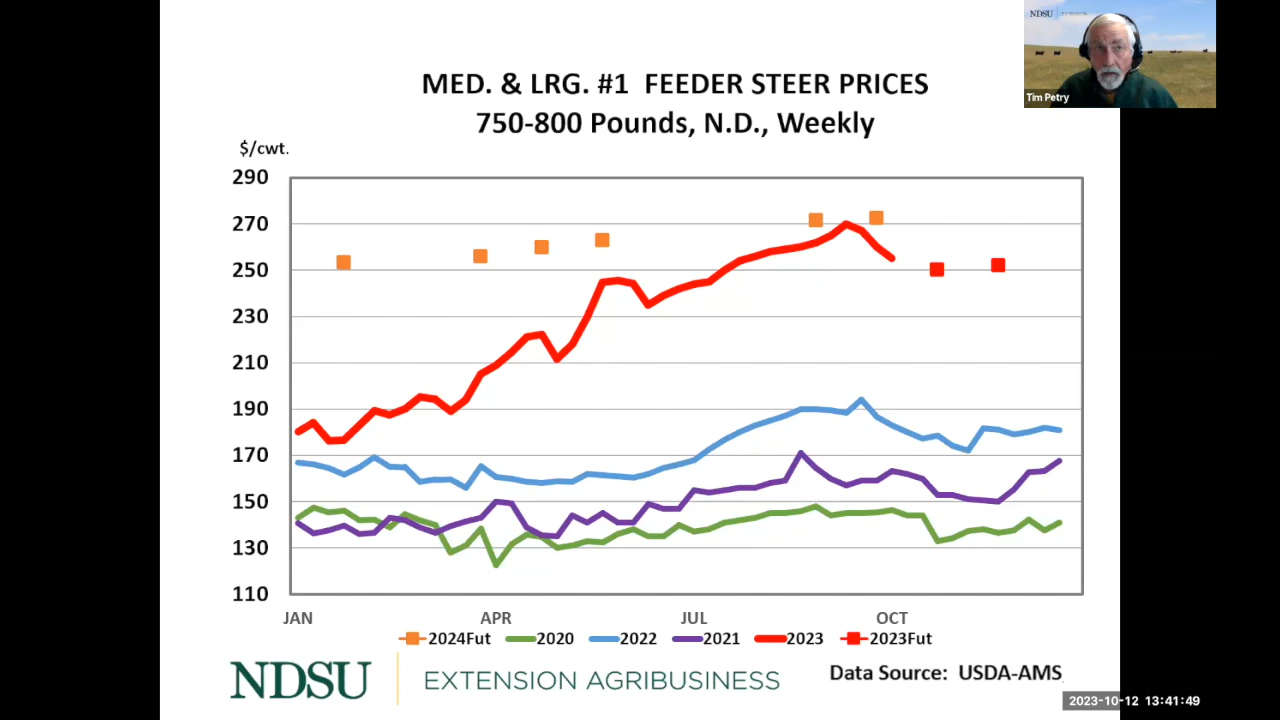 NDSU EXTENSION
Tim Petry
MED. & LRG. #1 FEEDER STEER PRICES
750-800 Pounds, N.D., Weekly
$/cwt.
290
270
250
230
210
190
170
150
130
110
JAN APR JUL OCT
2024Fut 2020 2022 2021 2023 2023Fut
NDSU EXTENSION AGRIBUSINESS
Data Source: USDA-AMS
2023-10-12 13:41:49